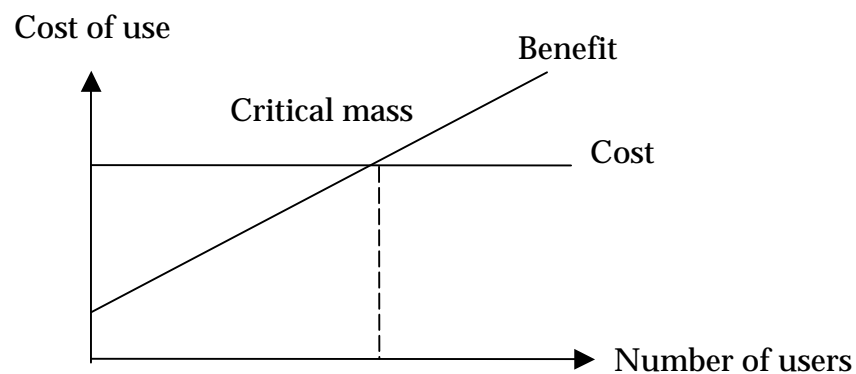 Cost of use
Benefit
Critical mass
Cost
Number of users